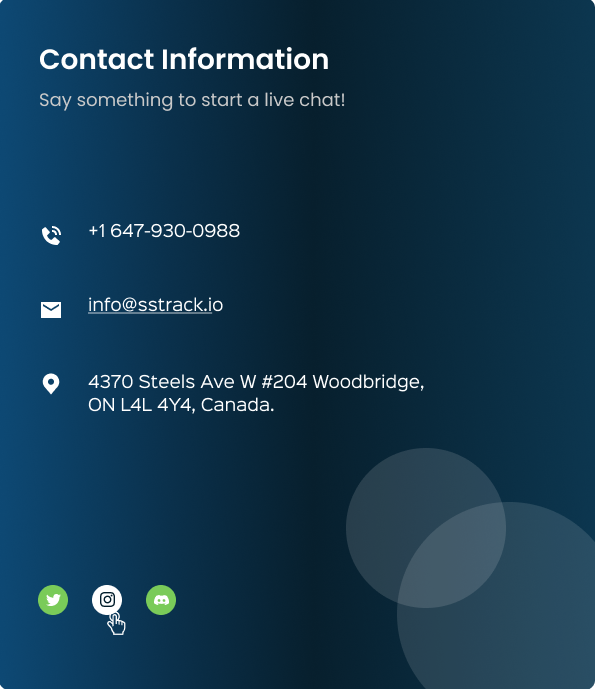 Contact Information
Say something to start a live chat!
+1 647-930-0988
info@sstrack.io
4370 Steels Ave W #204 Woodbridge,
ON L4L 4Y4, Canada.